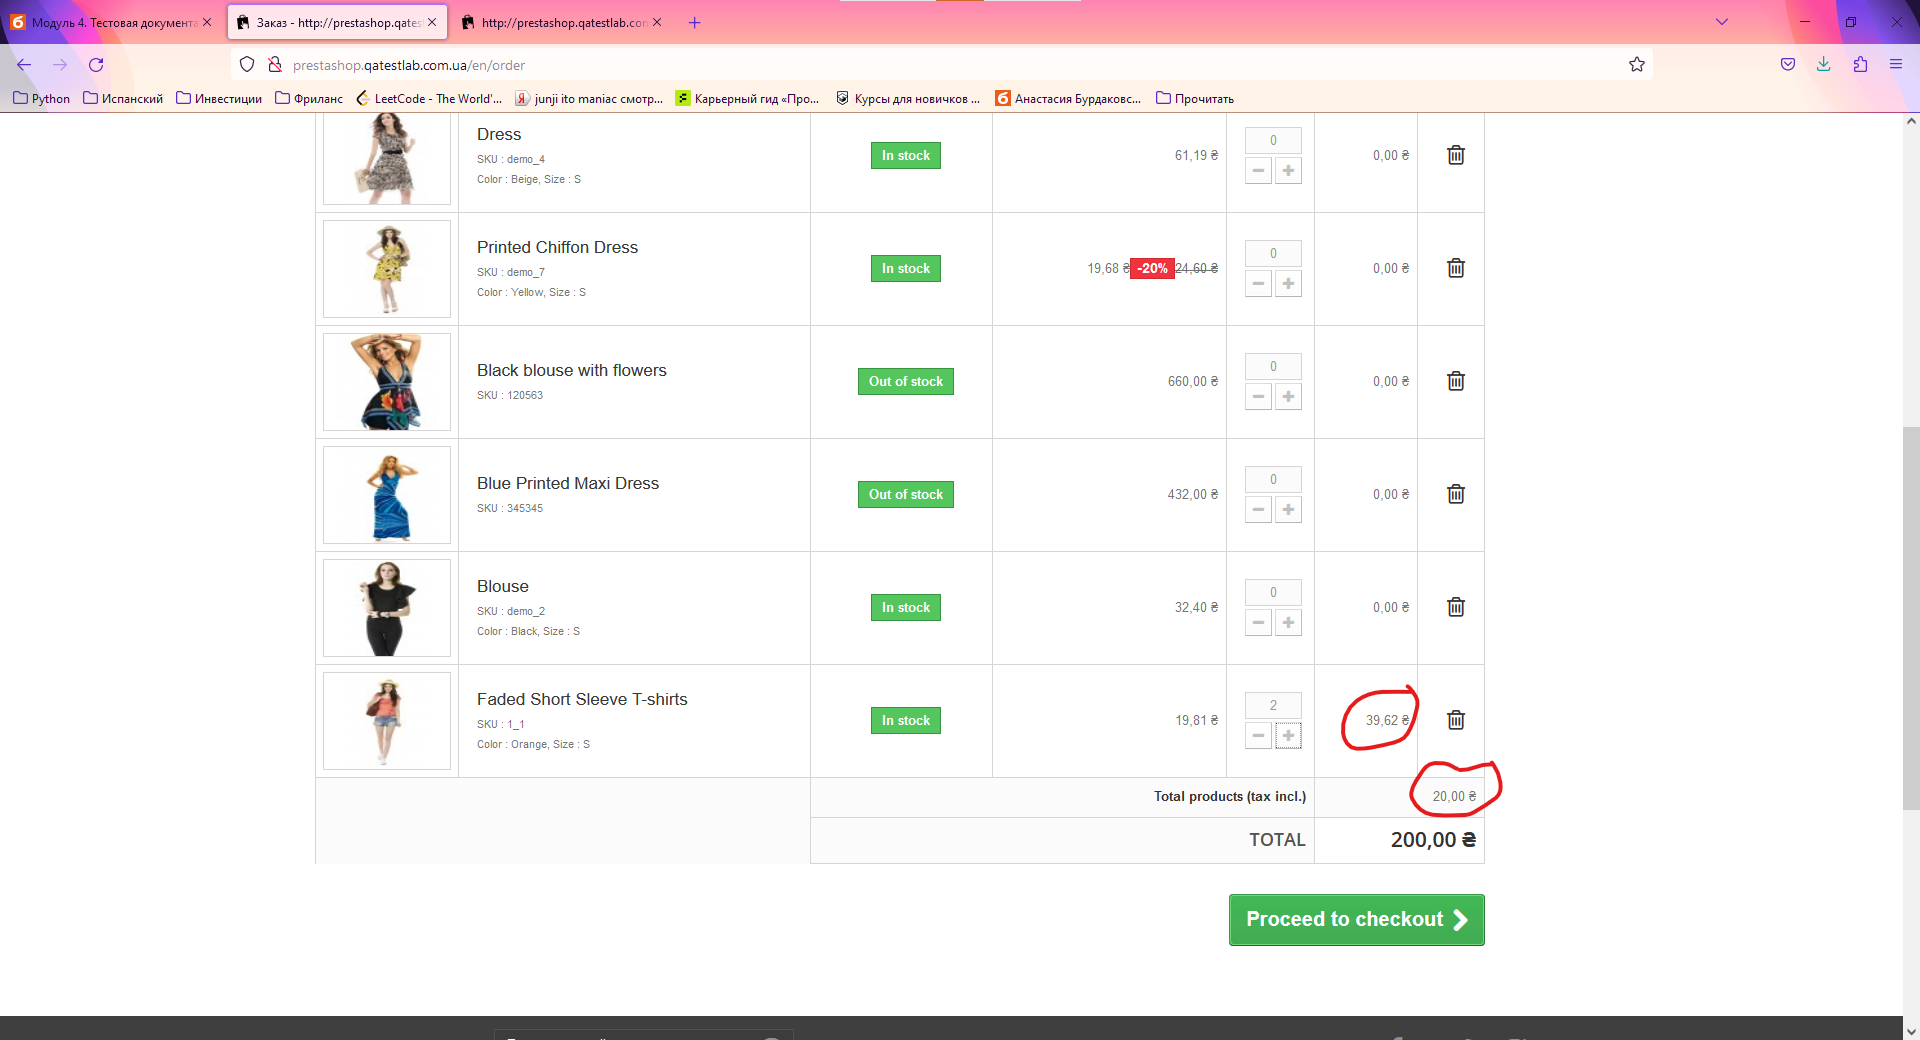 Модуль 4. Тестовая документа
Заказ - http://prestashop.qatest
http://prestashop.qatestlab.com
prestashop.qatestlab.com.ua/en/order
Python
Испанский
Инвестиции
Фриланс
LeetCode - The World'...
junji ito maniac смотр...
Карьерный гид «Про...
Курсы для новичков ...
Анастасия Бурдаковс...
Прочитать
Dress
SKU : demo_4
Color : Beige, Size : S
In stock
61,19 ₴
0
0,00 ₴
Printed Chiffon Dress
SKU : demo_7
Color : Yellow, Size : S
In stock
19,68 ₴ -20% 24,60 ₴
0
0,00 ₴
Black blouse with flowers
SKU : 120563
Out of stock
660,00 ₴
0
0,00 ₴
Blue Printed Maxi Dress
SKU : 345345
Out of stock
432,00 ₴
0
0,00 ₴
Blouse
SKU : demo_2
Color : Black, Size : S
In stock
32,40 ₴
0
0,00 ₴
Faded Short Sleeve T-shirts
SKU : 1_1
Color : Orange, Size : S
In stock
19,81 ₴
2
39,62 ₴
Total products (tax incl.)
20,00 ₴
TOTAL
200,00 ₴
Proceed to checkout